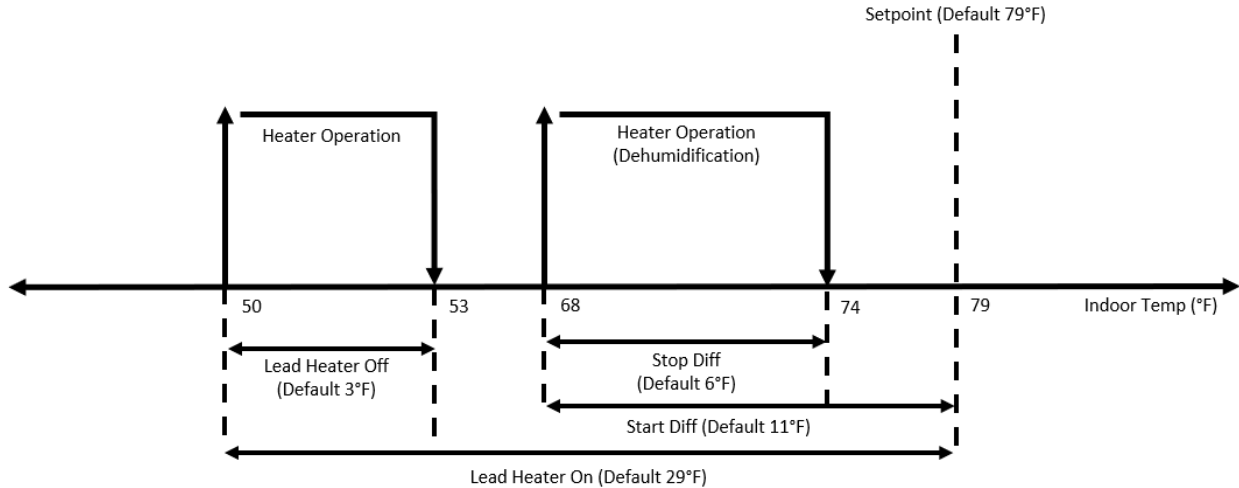 Setpoint (Default 79°F)
Heater Operation
Heater Operation
(Dehumidification)
50
53
68
74
79
Indoor Temp (°F)
Lead Heater Off
(Default 3°F)
Stop Diff
(Default 6°F)
Start Diff (Default 11°F)
Lead Heater On (Default 29°F)